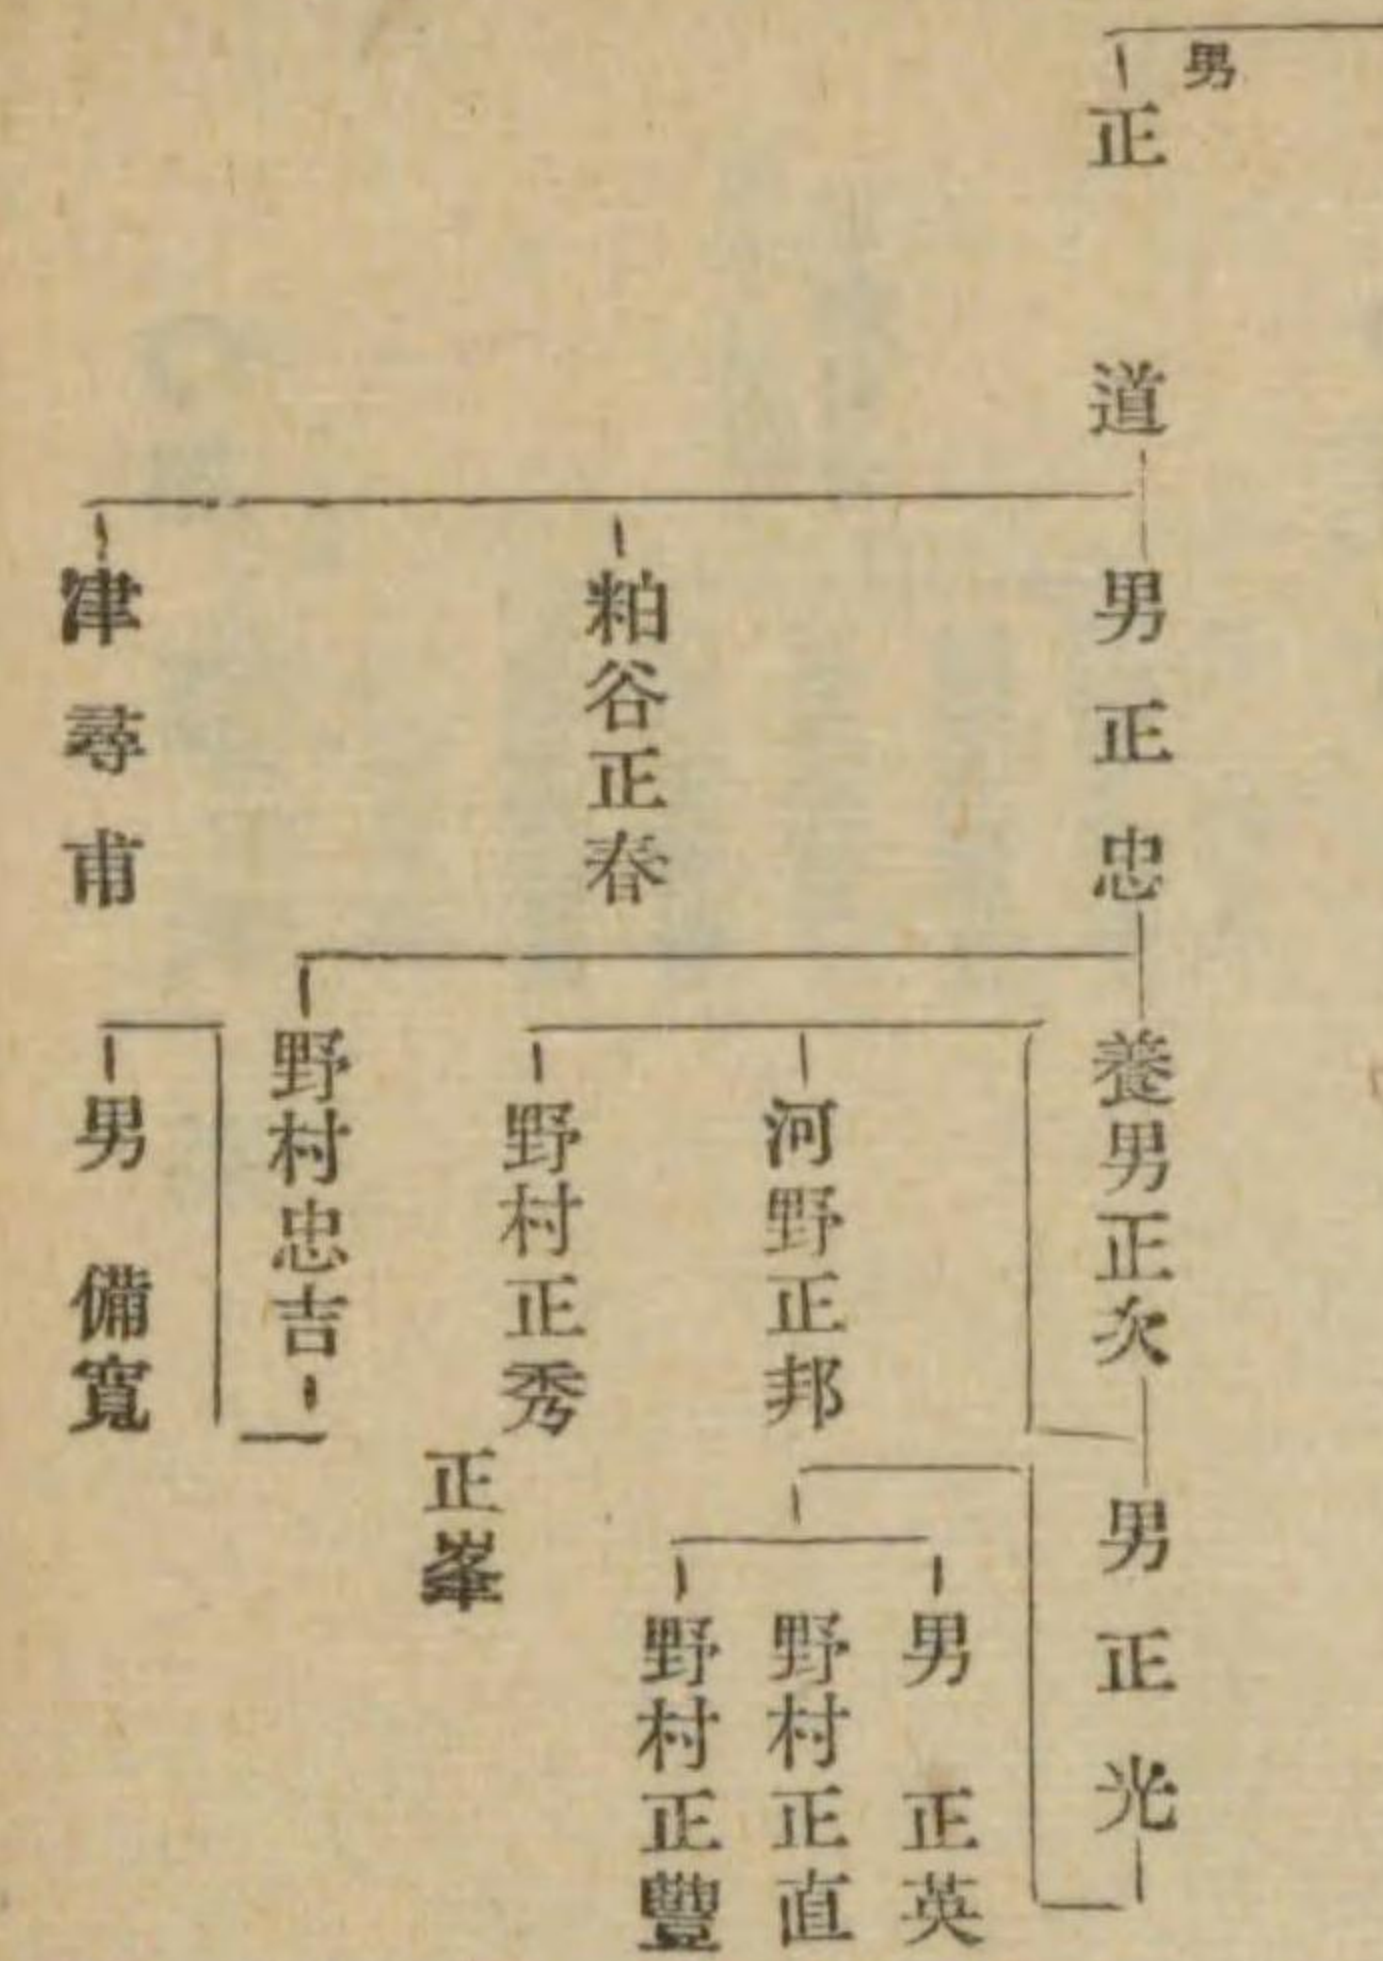 男
正道
男正忠
養男正次
男正光
男 正英
野村正直
野村正豐
河野正邦
野村正秀
正峯
粕谷正春
野村忠吉
男 備寬
津尋甫